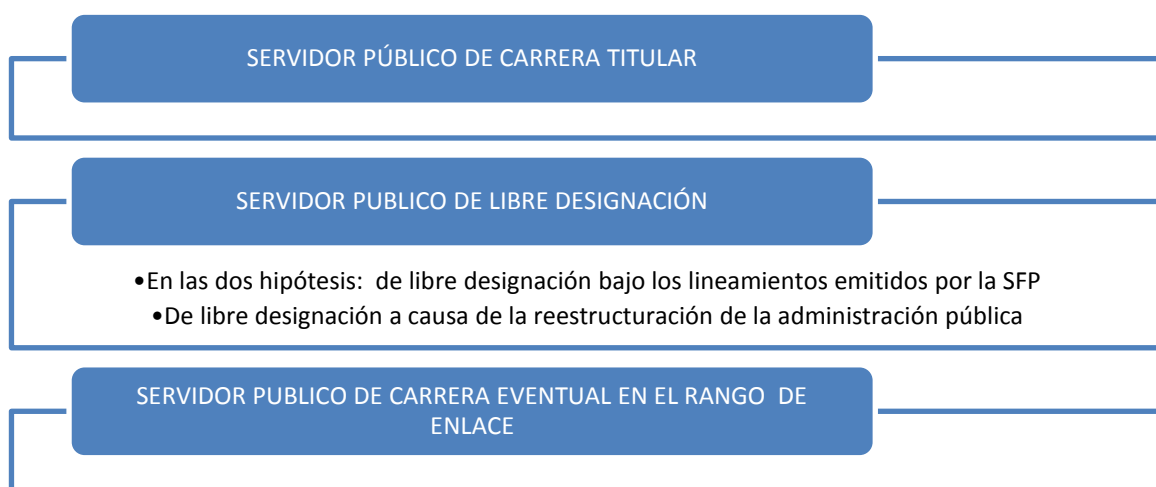 SERVIDOR PÚBLICO DE CARRERA TITULAR
SERVIDOR PUBLICO DE LIBRE DESIGNACIÓN
•En las dos hipótesis:  de libre designación bajo los lineamientos emitidos por la SFP
•De libre designación a causa de la reestructuración de la administración pública
SERVIDOR PUBLICO DE CARRERA EVENTUAL EN EL RANGO  DE
ENLACE